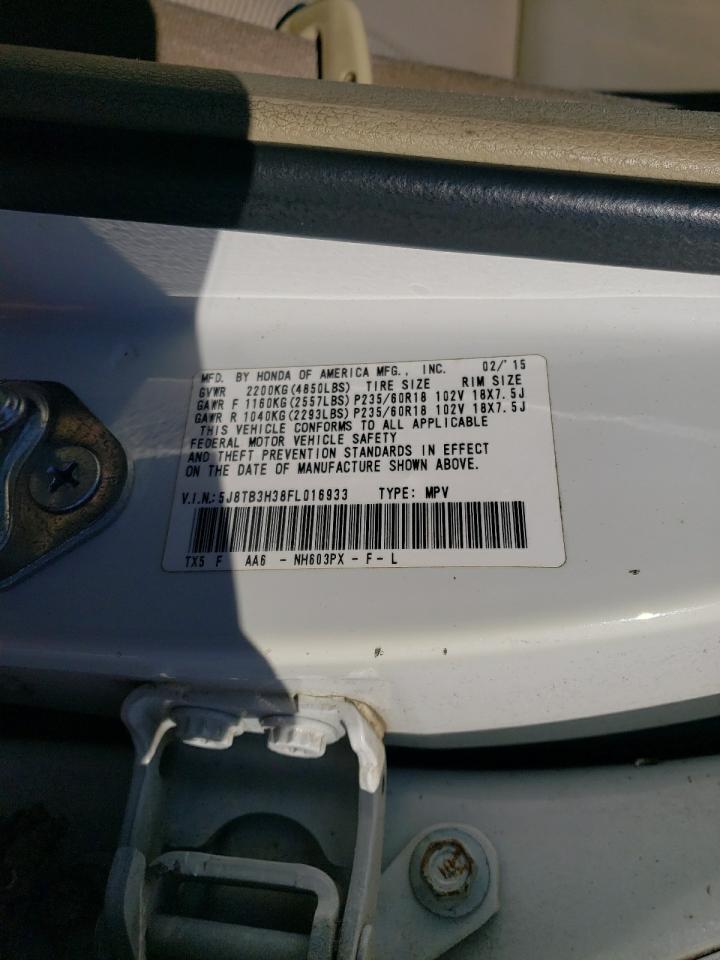 MFD. BY HONDA OF AMERICA MFG., INC. 02/'15
GVWR 2200KG(4850LBS) TIRE SIZE RIM SIZE
GAWR F 1160KG(2557LBS) P235/60R18 102V 18X7.5J
GAWR R 1040KG(2293LBS) P235/60R18 102V 18X7.5J
THIS VEHICLE CONFORMS TO ALL APPLICABLE
FEDERAL MOTOR VEHICLE SAFETY
AND THEFT PREVENTION STANDARDS IN EFFECT
ON THE DATE OF MANUFACTURE SHOWN ABOVE.
V.I.N.:5J8TB3H38FL016933 TYPE: MPV
TX5 F AA6 - NH603PX - F - L